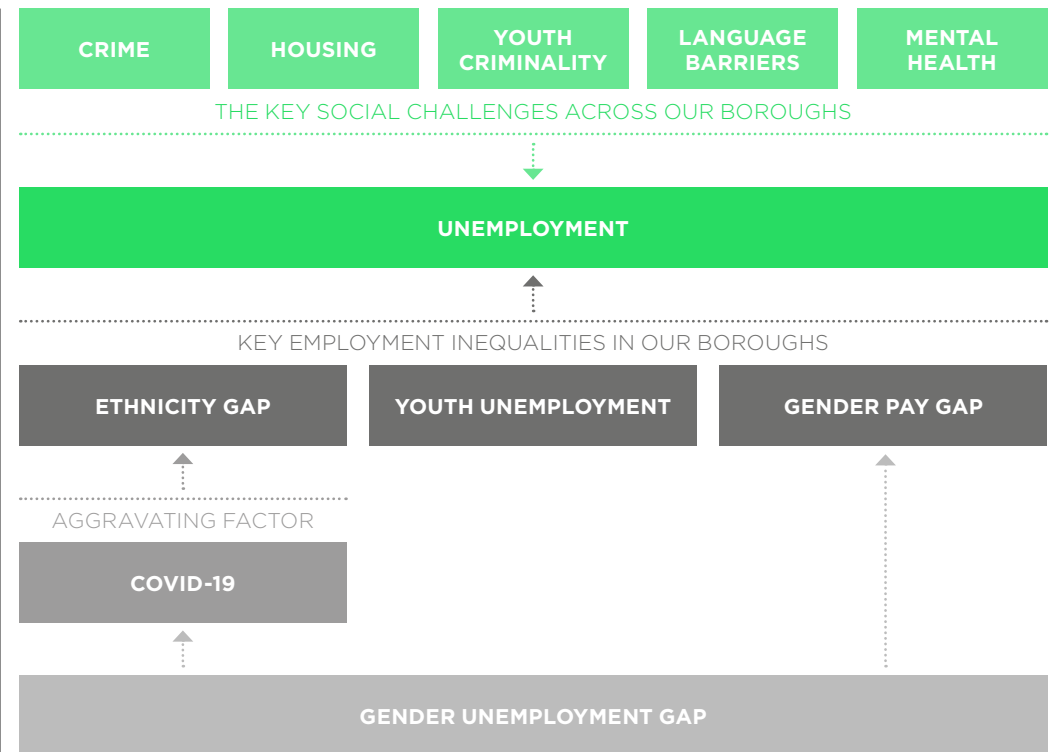 CRIME
HOUSING
YOUTH
CRIMINALITY
LANGUAGE
BARRIERS
MENTAL
HEALTH
THE KEY SOCIAL CHALLENGES ACROSS OUR BOROUGHS
UNEMPLOYMENT
KEY EMPLOYMENT INEQUALITIES IN OUR BOROUGHS
ETHNICITY GAP
YOUTH UNEMPLOYMENT
GENDER PAY GAP
AGGRAVATING FACTOR
COVID-19
GENDER UNEMPLOYMENT GAP